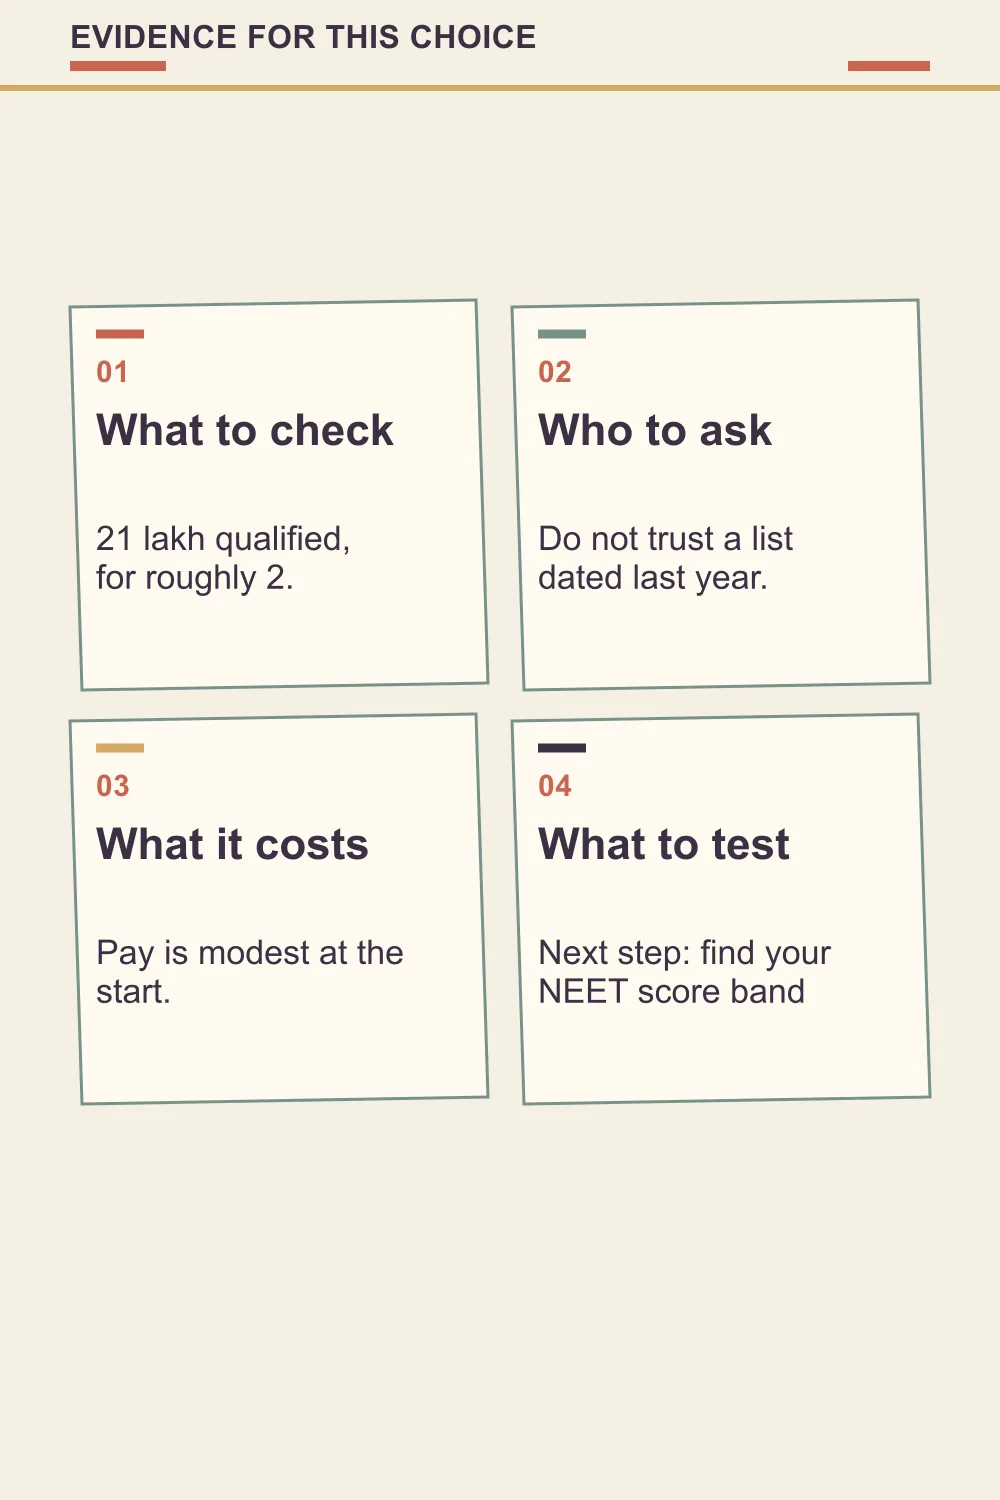 EVIDENCE FOR THIS CHOICE
01
What to check
21 lakh qualified,
for roughly 2.
02
Who to ask
Do not trust a list
dated last year.
03
What it costs
Pay is modest at the
start.
04
What to test
Next step: find your
NEET score band